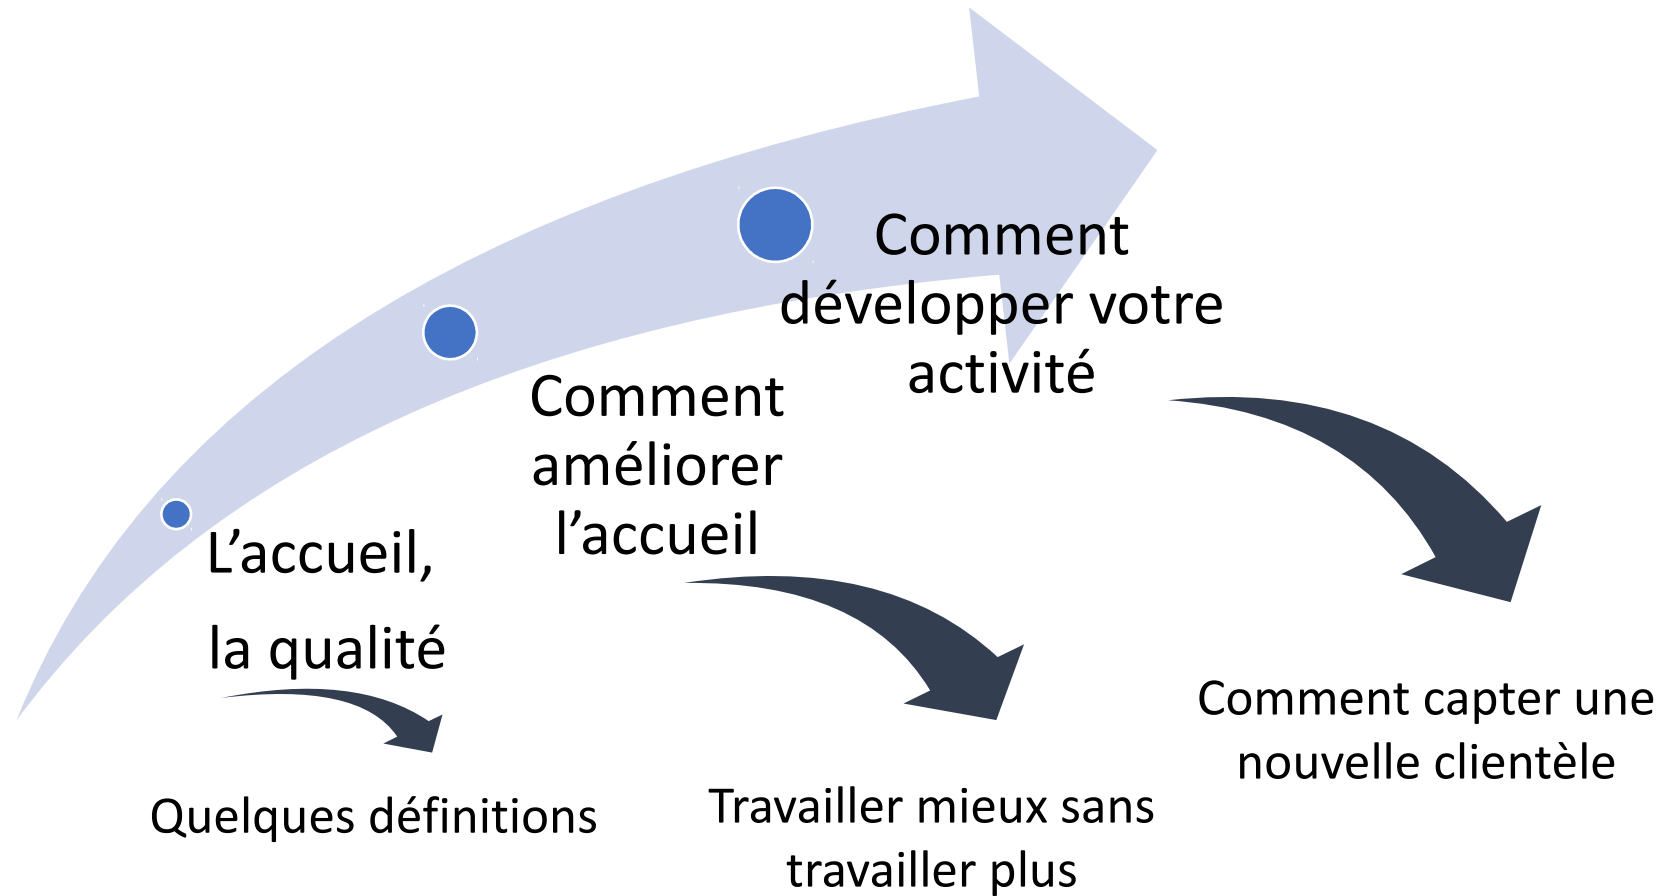 L’accueil,
la qualité
Quelques définitions
Comment
améliorer
l’accueil
Travailler mieux sans
travailler plus
Comment
développer votre
activité
Comment capter une
nouvelle clientèle